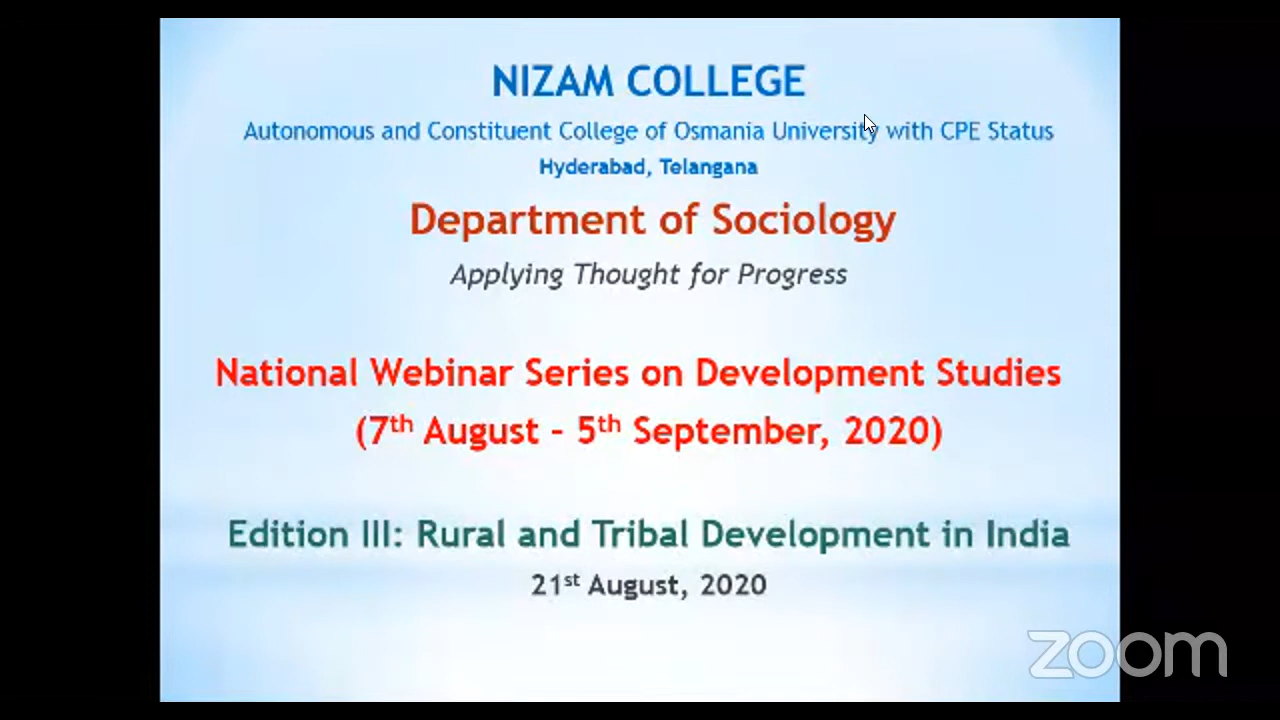 NIZAM COLLEGE
Autonomous and Constituent College of Osmania University with CPE Status
Hyderabad, Telangana
Department of Sociology
Applying Thought for Progress
National Webinar Series on Development Studies
(7th August – 5th September, 2020)
Edition III: Rural and Tribal Development in India
21st August, 2020
zoom